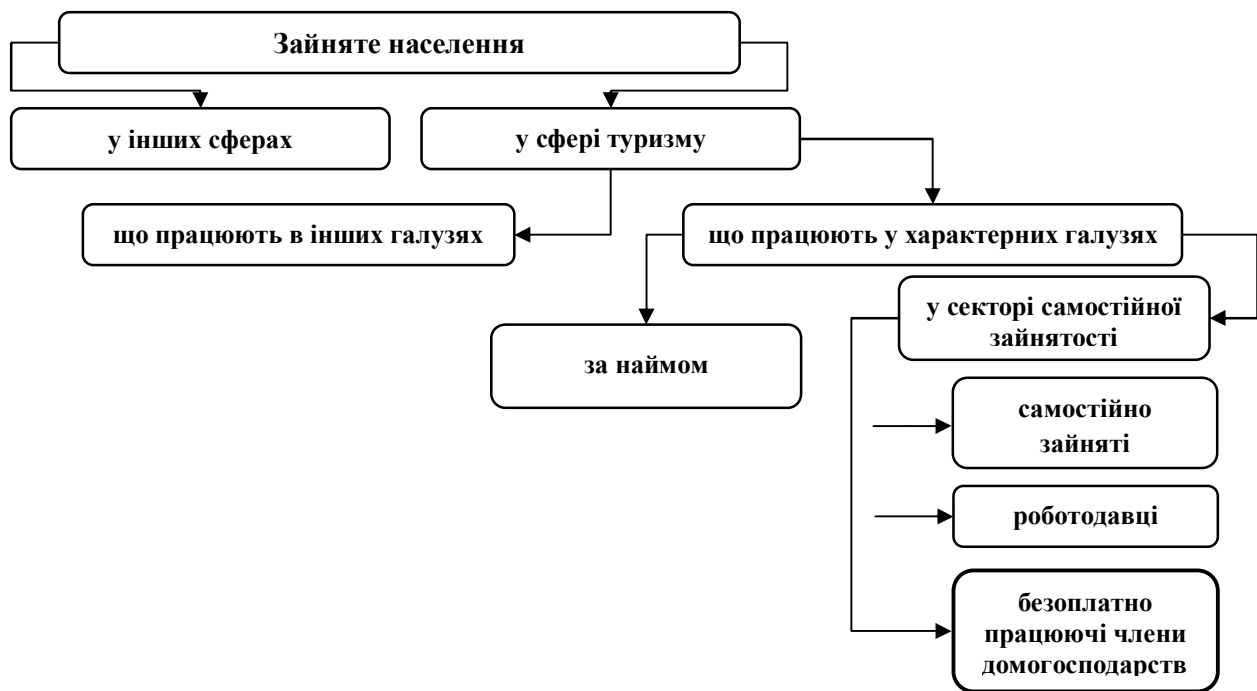 Зайняте населення
у інших сферах
у сфері туризму
що працюють в інших галузях
що працюють у характерних галузях
у секторі самостійної
зайнятості
за наймом
самостійно
зайняті
роботодавці
безоплатно
працюючі члени
домогосподарств